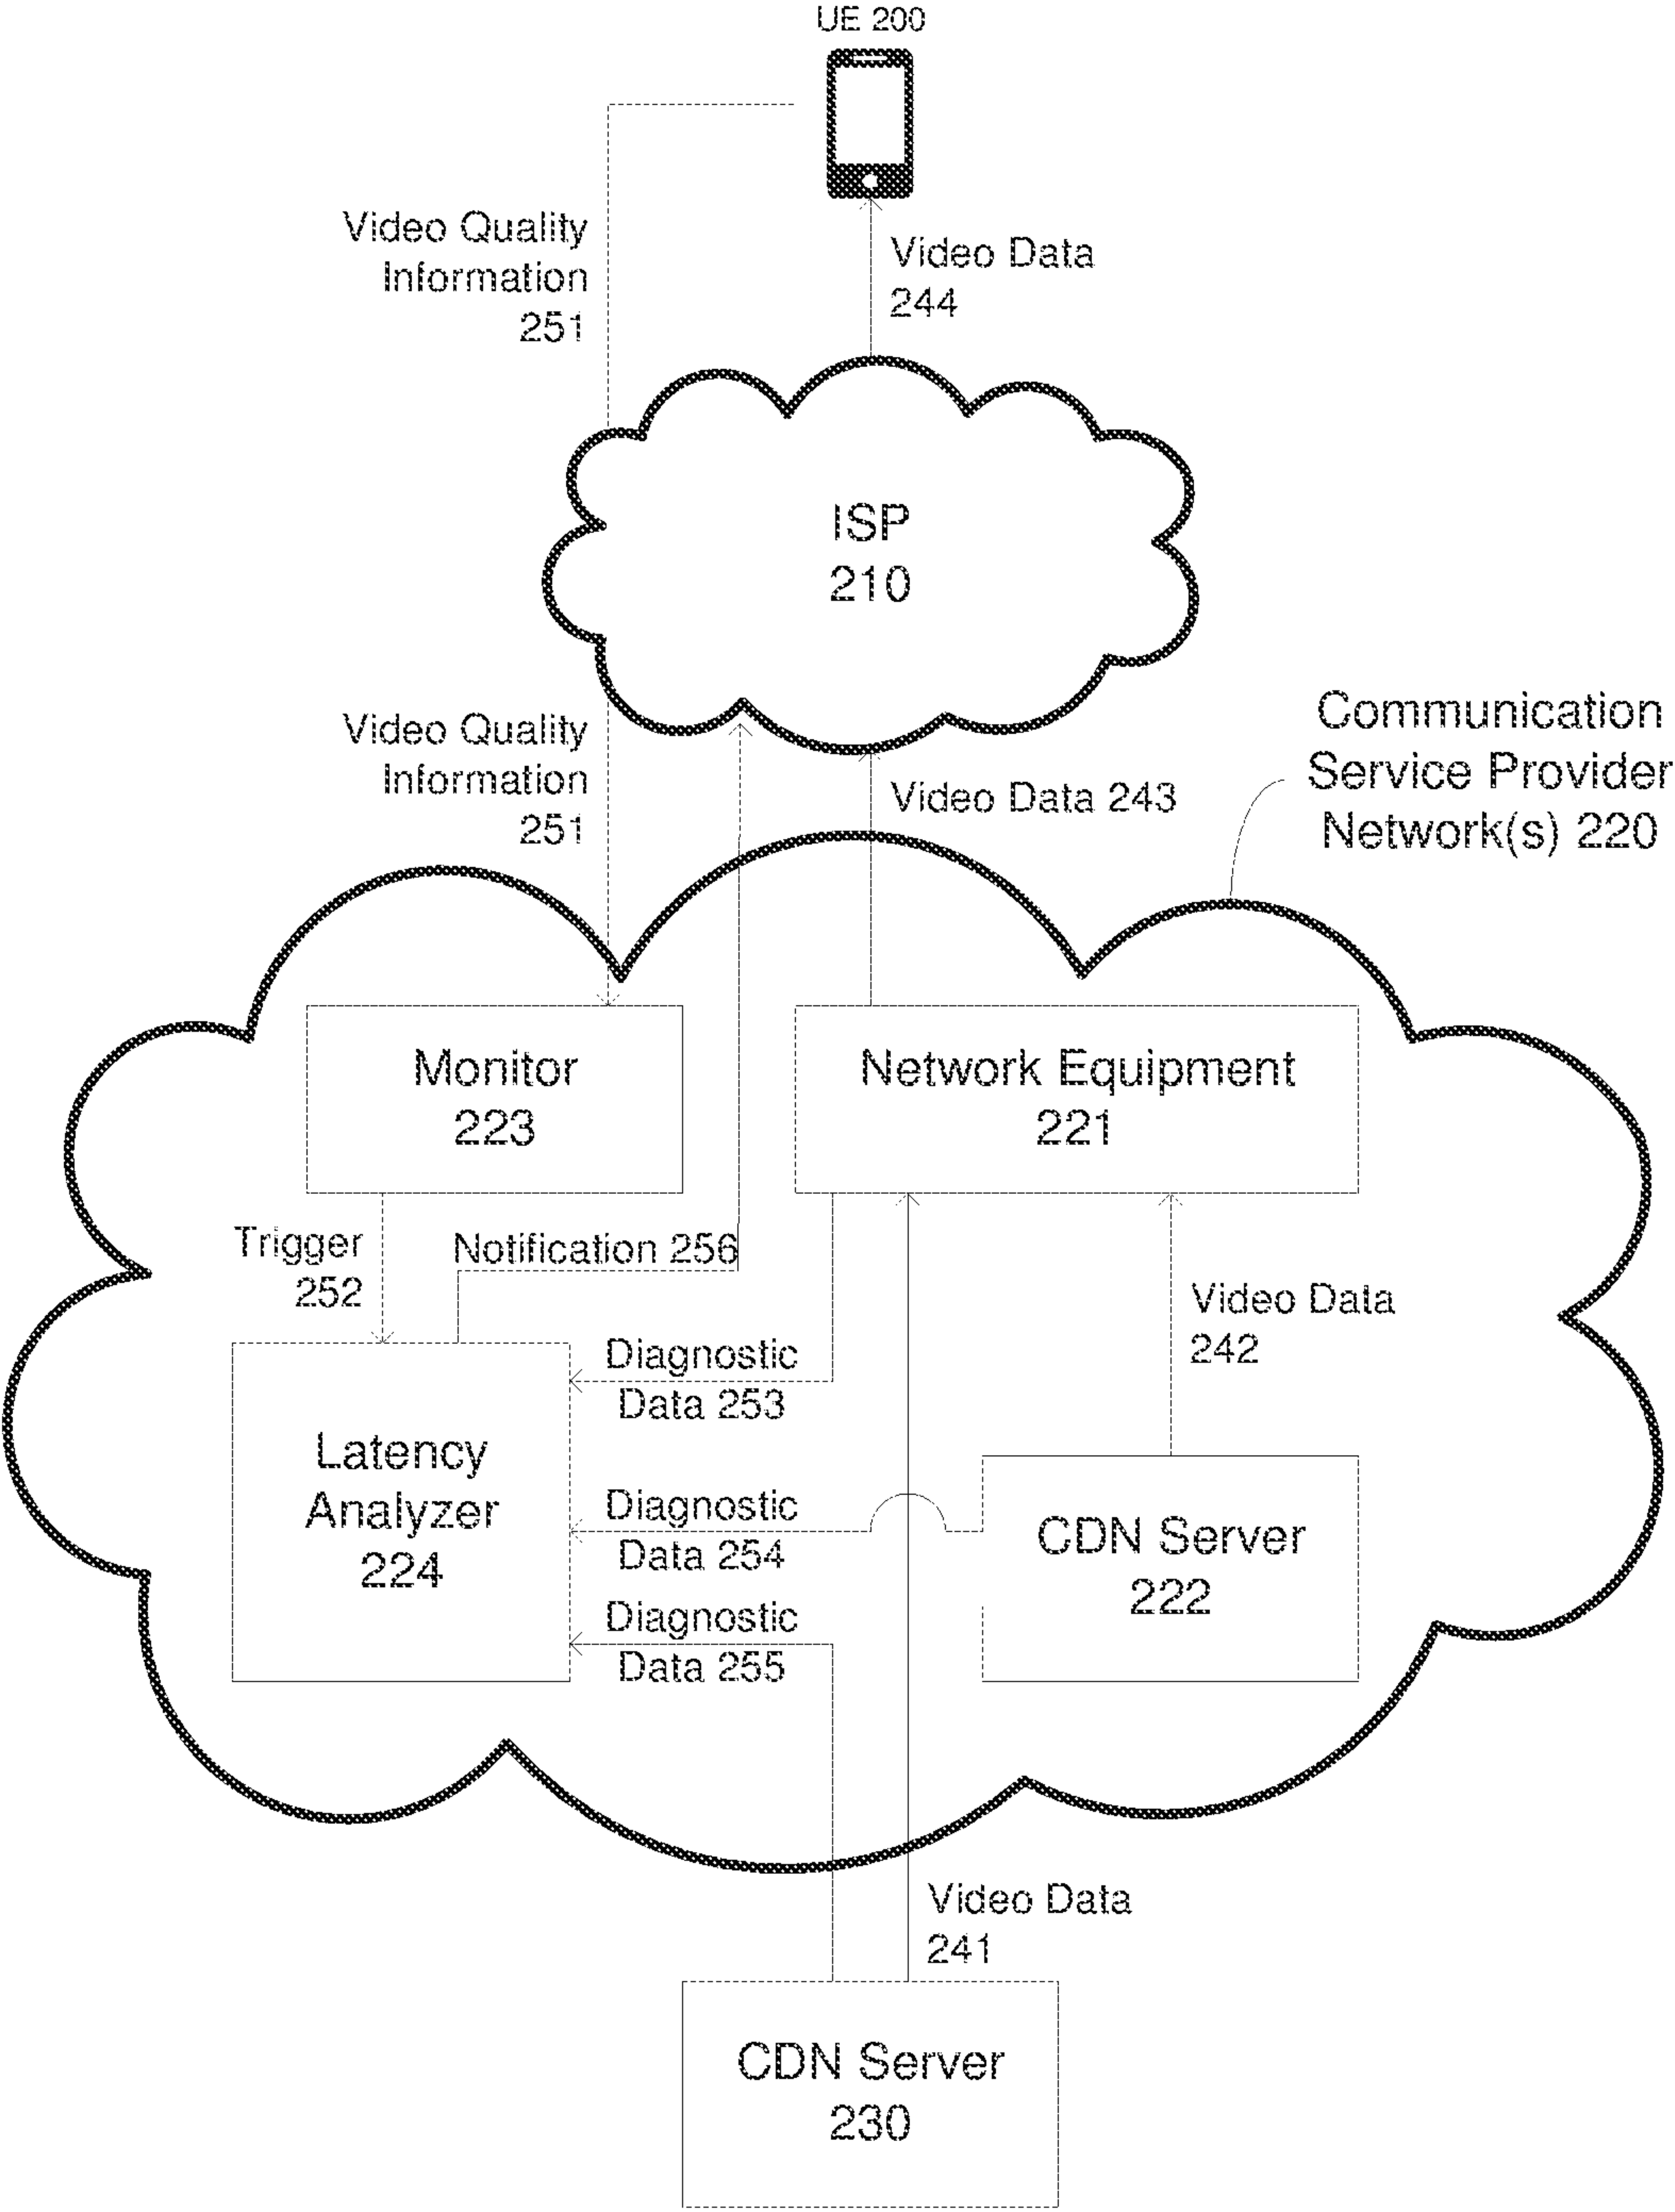 UE 200
Video Quality
Information
251
Video Data
244
ISP
210
Video Quality
Information
251
Video Data 243
Communication
Service Provider
Network(s) 220
Monitor
223
Network Equipment
221
Trigger
252
Notification 256
Video Data
242
Diagnostic
Data 253
Latency
Analyzer
224
Diagnostic
Data 254
CDN Server
222
Diagnostic
Data 255
Video Data
241
CDN Server
230